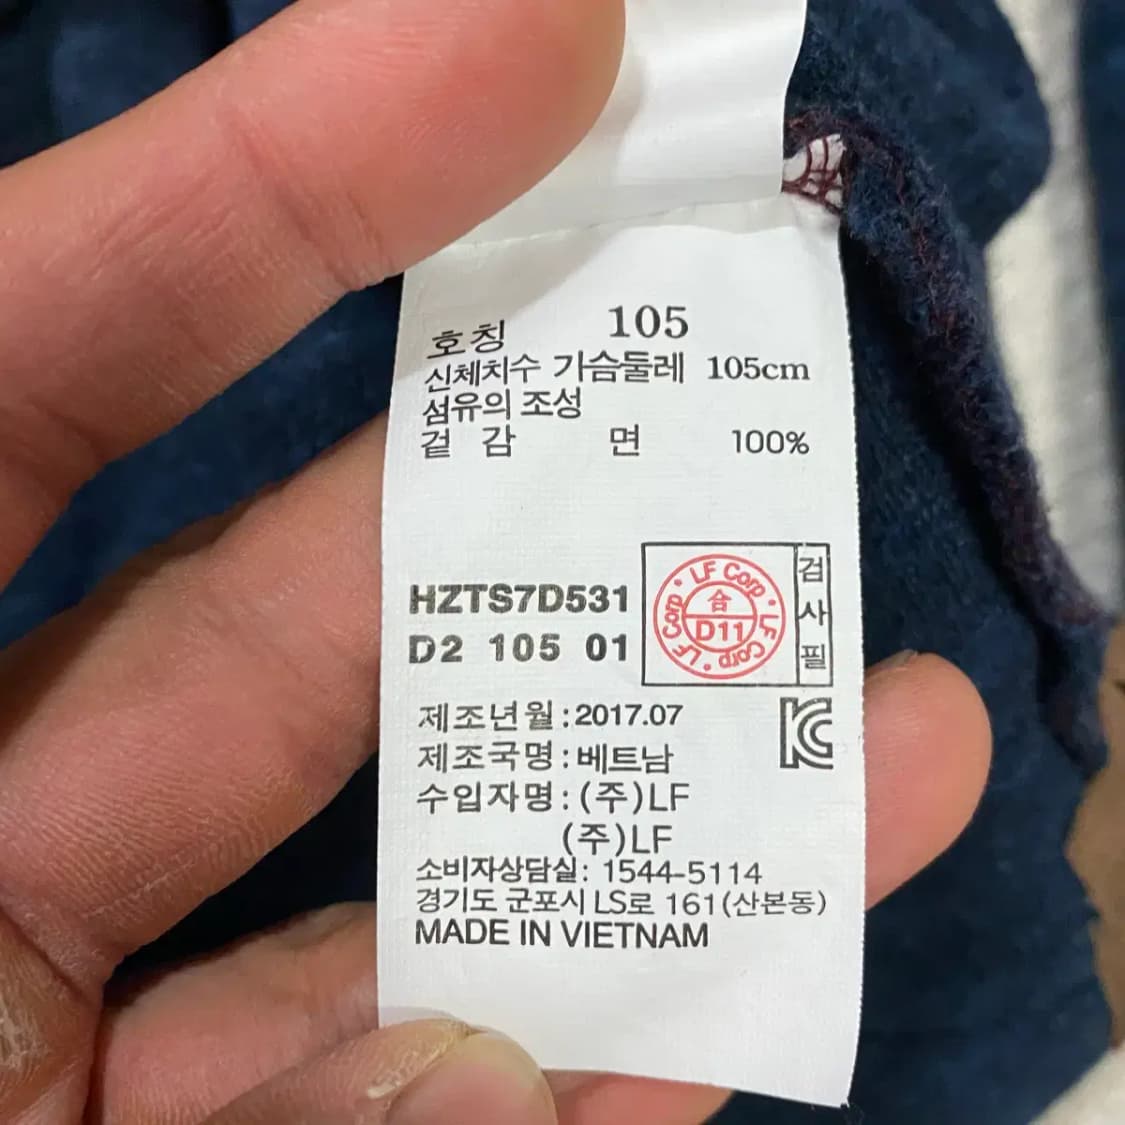 호칭 105
신체치수 가슴둘레 105cm
섬유의 조성
겉 감 면 100%
HZTS7D531
D2 105 01
LF Corp · LF Corp · LF Corp · LF Corp ·
合
D11
검사필
제조년월:2017.07
KC
제조국명:베트남
수입자명:(주)LF
(주)LF
소비자상담실: 1544-5114
경기도 군포시 LS로 161(산본동)
MADE IN VIETNAM